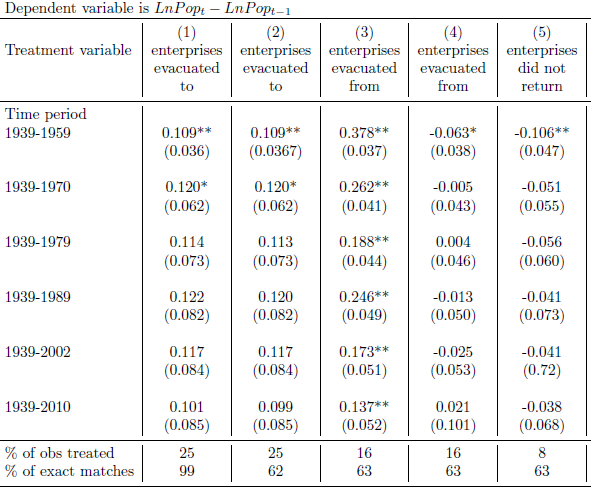 Dependent variable is LnPop_t − LnPop_{t−1}
(1) (2) (3) (4) (5)
Treatment variable enterprises enterprises enterprises enterprises enterprises
evacuated evacuated evacuated evacuated did not
to to from from return
Time period
1939-1959 0.109** 0.109** 0.378** -0.063* -0.106**
(0.036) (0.0367) (0.037) (0.038) (0.047)
1939-1970 0.120* 0.120* 0.262** -0.005 -0.051
(0.062) (0.062) (0.041) (0.043) (0.055)
1939-1979 0.114 0.113 0.188** 0.004 -0.056
(0.073) (0.073) (0.044) (0.046) (0.060)
1939-1989 0.122 0.120 0.246** -0.013 -0.041
(0.082) (0.082) (0.049) (0.050) (0.073)
1939-2002 0.117 0.117 0.173** -0.025 -0.041
(0.084) (0.084) (0.051) (0.053) (0.72)
1939-2010 0.101 0.099 0.137** 0.021 -0.038
(0.085) (0.085) (0.052) (0.101) (0.068)
% of obs treated 25 25 16 16 8
% of exact matches 99 62 63 63 63